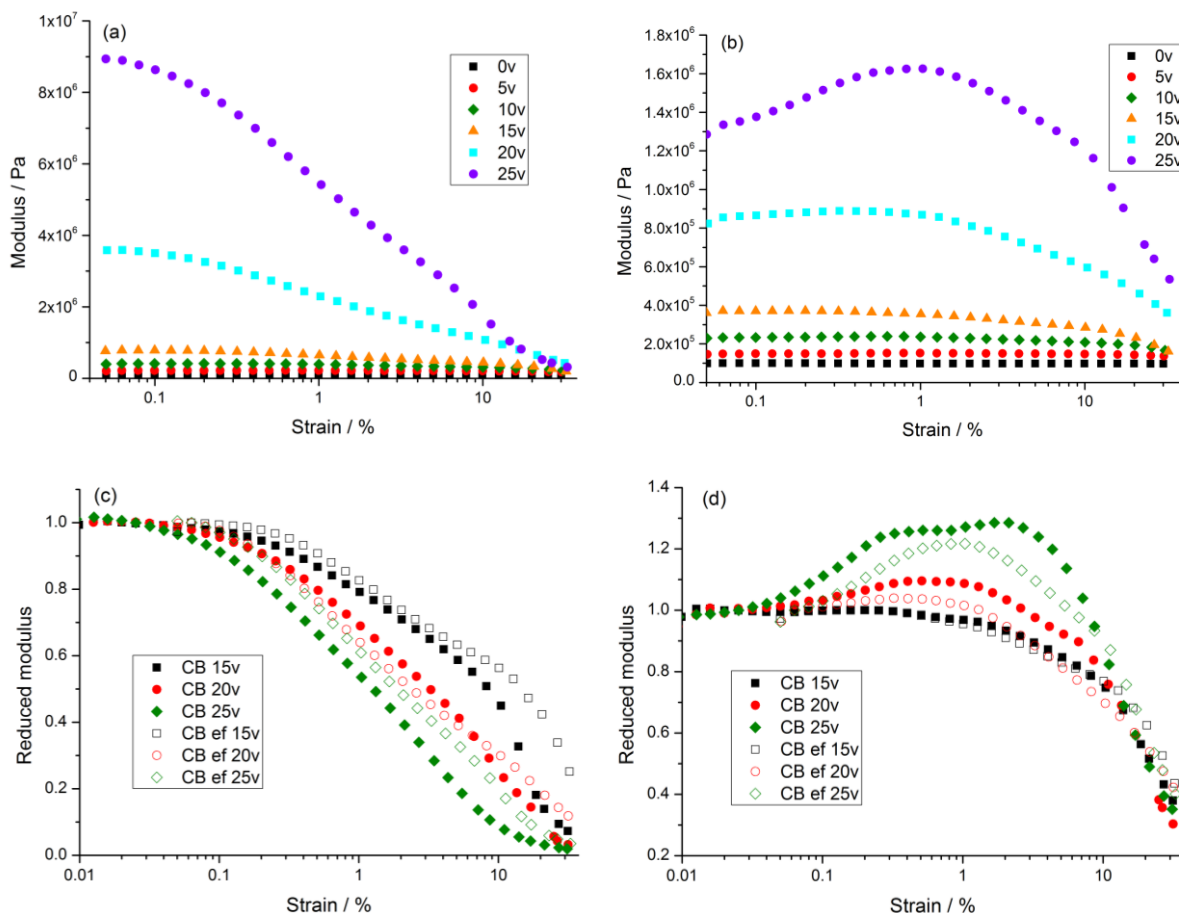 (a)
1x10⁷
8x10⁶
6x10⁶
4x10⁶
2x10⁶
0
Modulus / Pa
0v
5v
10v
15v
20v
25v
0.1 1 10
Strain / %
(b)
1.8x10⁶
1.6x10⁶
1.4x10⁶
1.2x10⁶
1.0x10⁶
8.0x10⁵
6.0x10⁵
4.0x10⁵
2.0x10⁵
0.0
Modulus / Pa
0v
5v
10v
15v
20v
25v
0.1 1 10
Strain / %
(c)
1.0
0.8
0.6
0.4
0.2
0.0
Reduced modulus
CB 15v
CB 20v
CB 25v
CB ef 15v
CB ef 20v
CB ef 25v
0.01 0.1 1 10
Strain / %
(d)
1.4
1.2
1.0
0.8
0.6
0.4
0.2
Reduced modulus
CB 15v
CB 20v
CB 25v
CB ef 15v
CB ef 20v
CB ef 25v
0.01 0.1 1 10
Strain / %